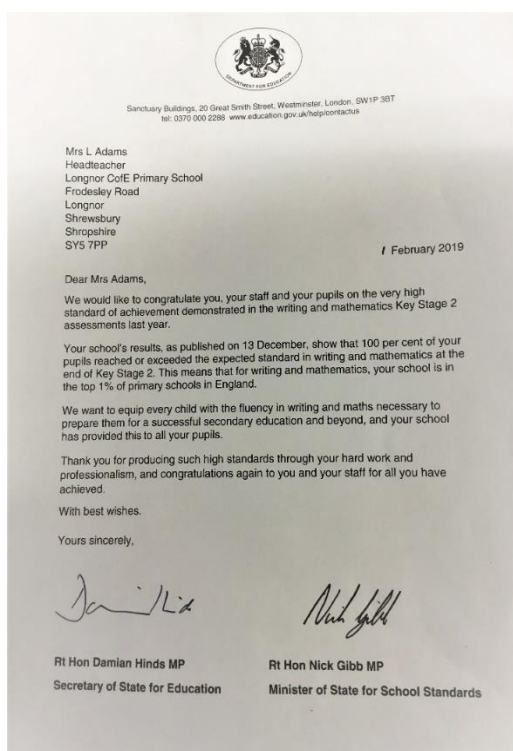 DEPARTMENT FOR EDUCATION
Sanctuary Buildings, 20 Great Smith Street, Westminster, London, SW1P 3BT
tel: 0370 000 2288 www.education.gov.uk/help/contactus
Mrs L Adams
Headteacher
Longnor CofE Primary School
Frodesley Road
Longnor
Shrewsbury
Shropshire
SY5 7PP
1 February 2019
Dear Mrs Adams,
We would like to congratulate you, your staff and your pupils on the very high
standard of achievement demonstrated in the writing and mathematics Key Stage 2
assessments last year.
Your school's results, as published on 13 December, show that 100 per cent of your
pupils reached or exceeded the expected standard in writing and mathematics at the
end of Key Stage 2. This means that for writing and mathematics, your school is in
the top 1% of primary schools in England.
We want to equip every child with the fluency in writing and maths necessary to
prepare them for a successful secondary education and beyond, and your school
has provided this to all your pupils.
Thank you for producing such high standards through your hard work and
professionalism, and congratulations again to you and your staff for all you have
achieved.
With best wishes.
Yours sincerely,
Damian Hinds
Nick Gibb
Rt Hon Damian Hinds MP
Secretary of State for Education
Rt Hon Nick Gibb MP
Minister of State for School Standards